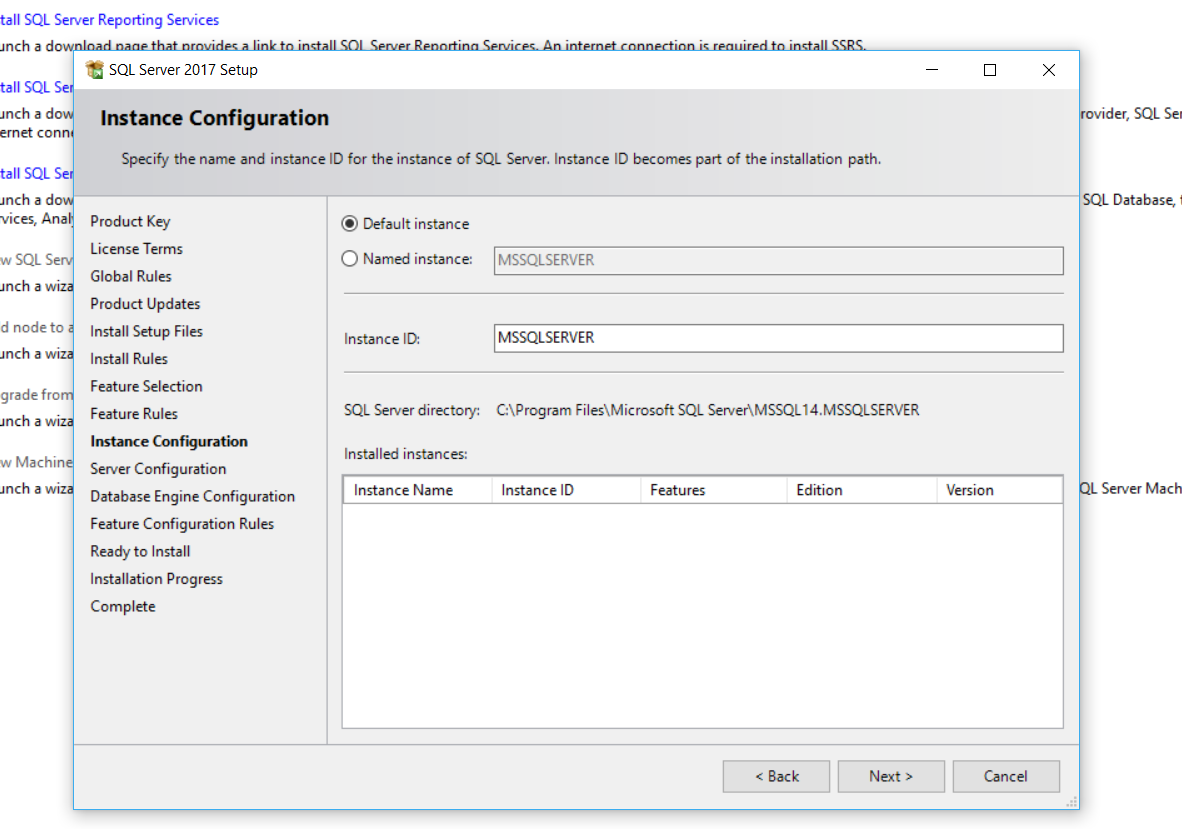 tall SQL Server Reporting Services
unch a download page that provides a link to install SQL Server Reporting Services. An internet connection is required to install SSRS.
tall SQL Ser
unch a dow
rovider, SQL Ser
ernet conne
tall SQL Ser
unch a dow
SQL Database, t
rvices, Analy
w SQL Serv
unch a wiza
d node to a
unch a wiza
grade from
unch a wiza
w Machine
unch a wiza
QL Server Mach
SQL Server 2017 Setup
Instance Configuration
Specify the name and instance ID for the instance of SQL Server. Instance ID becomes part of the installation path.
Product Key
License Terms
Global Rules
Product Updates
Install Setup Files
Install Rules
Feature Selection
Feature Rules
Instance Configuration
Server Configuration
Database Engine Configuration
Feature Configuration Rules
Ready to Install
Installation Progress
Complete
Default instance
Named instance: MSSQLSERVER
Instance ID: MSSQLSERVER
SQL Server directory: C:\Program Files\Microsoft SQL Server\MSSQL14.MSSQLSERVER
Installed instances:
Instance Name Instance ID Features Edition Version
< Back Next > Cancel